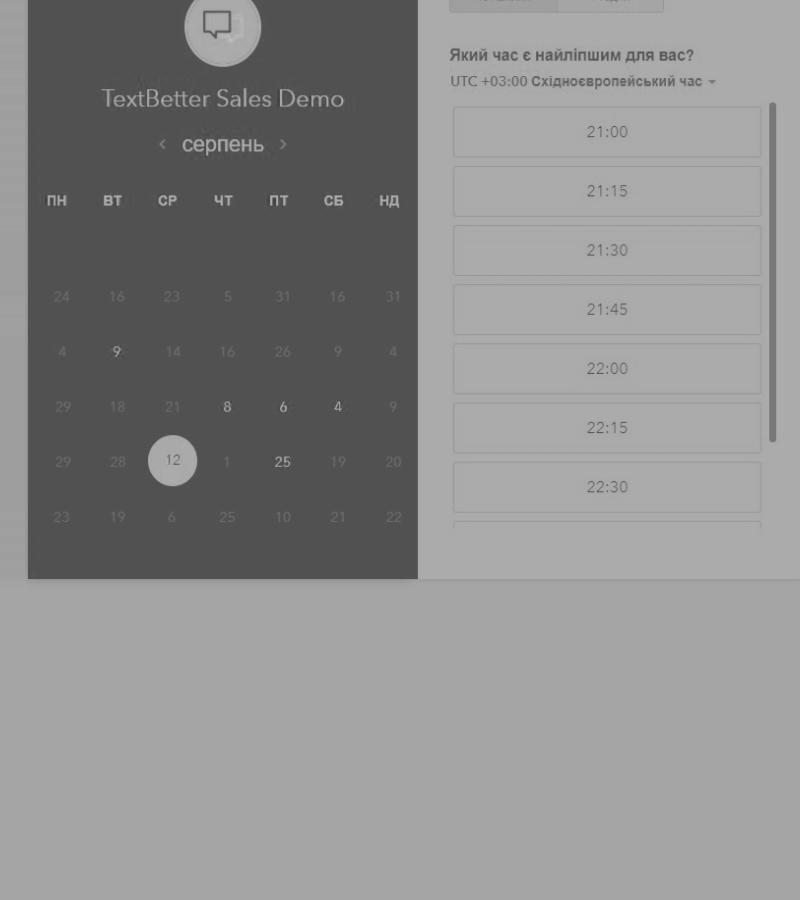 TextBetter Sales Demo
‹ серпень ›
ПН ВТ СР ЧТ ПТ СБ НД
24 16 23 5 31 16 31
4 9 14 16 26 9 4
29 18 21 8 6 4 9
29 28 12 1 25 19 20
23 19 6 25 10 21 22
Який час є найліпшим для вас?
UTC +03:00 Східноєвропейський час
21:00
21:15
21:30
21:45
22:00
22:15
22:30